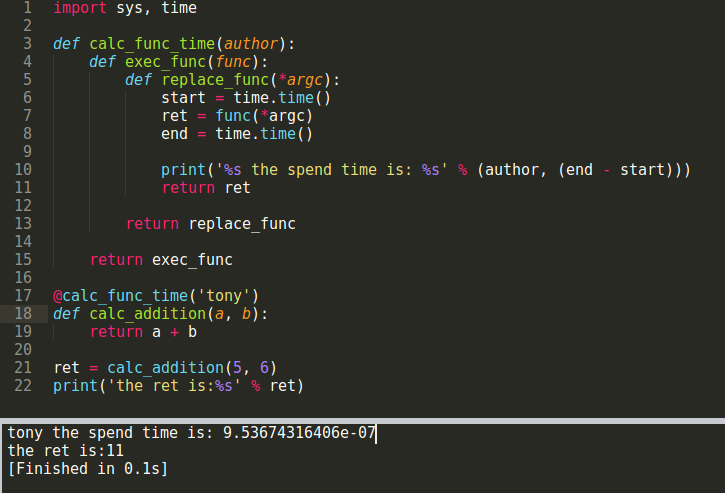 1 import sys, time
2
3 def calc_func_time(author):
4     def exec_func(func):
5         def replace_func(*argc):
6             start = time.time()
7             ret = func(*argc)
8             end = time.time()
9
10             print('%s the spend time is: %s' % (author, (end - start)))
11             return ret
12
13         return replace_func
14
15     return exec_func
16
17 @calc_func_time('tony')
18 def calc_addition(a, b):
19     return a + b
20
21 ret = calc_addition(5, 6)
22 print('the ret is:%s' % ret)
tony the spend time is: 9.53674316406e-07
the ret is:11
[Finished in 0.1s]